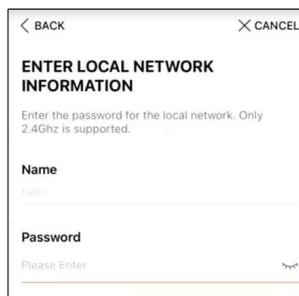 BACK
CANCEL
ENTER LOCAL NETWORK
INFORMATION
Enter the password for the local network. Only
2.4Ghz is supported.
Name
hello
Password
Please Enter